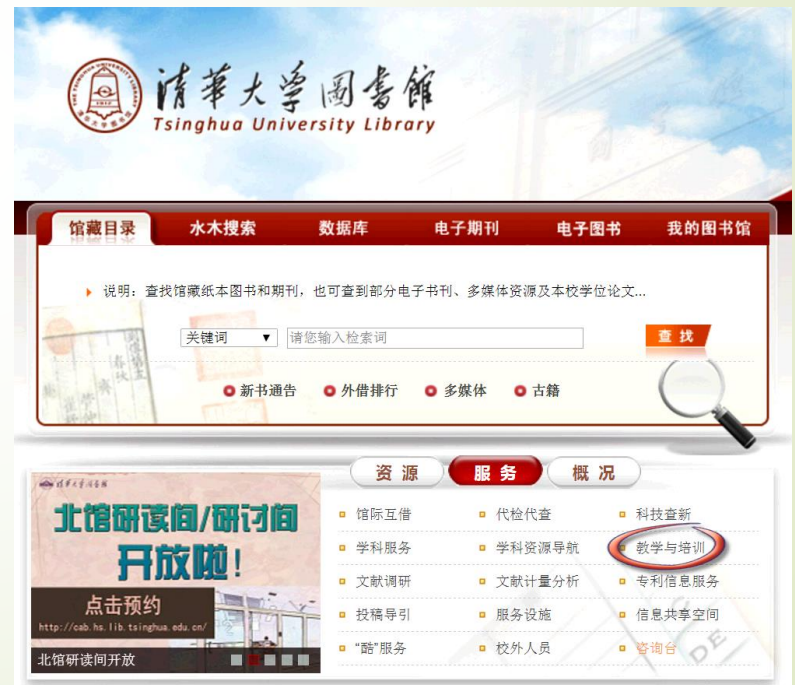 清華大學圖書館
Tsinghua University Library
馆藏目录 水木搜索 数据库 电子期刊 电子图书 我的图书馆
说明：查找馆藏纸本图书和期刊，也可查到部分电子书刊、多媒体资源及本校学位论文...
关键词 请您输入检索词 查找
新书通告 外借排行 多媒体 古籍
资源 服务 概况
清華大學圖書館
北馆研读间/研讨间
开放啦!
点击预约
http://cab.hs.lib.tsinghua.edu.cn/
北馆研读间开放
馆际互借 代检代查 科技查新
学科服务 学科资源导航 教学与培训
文献调研 文献计量分析 专利信息服务
投稿导引 服务设施 信息共享空间
“酷”服务 校外人员 咨询台